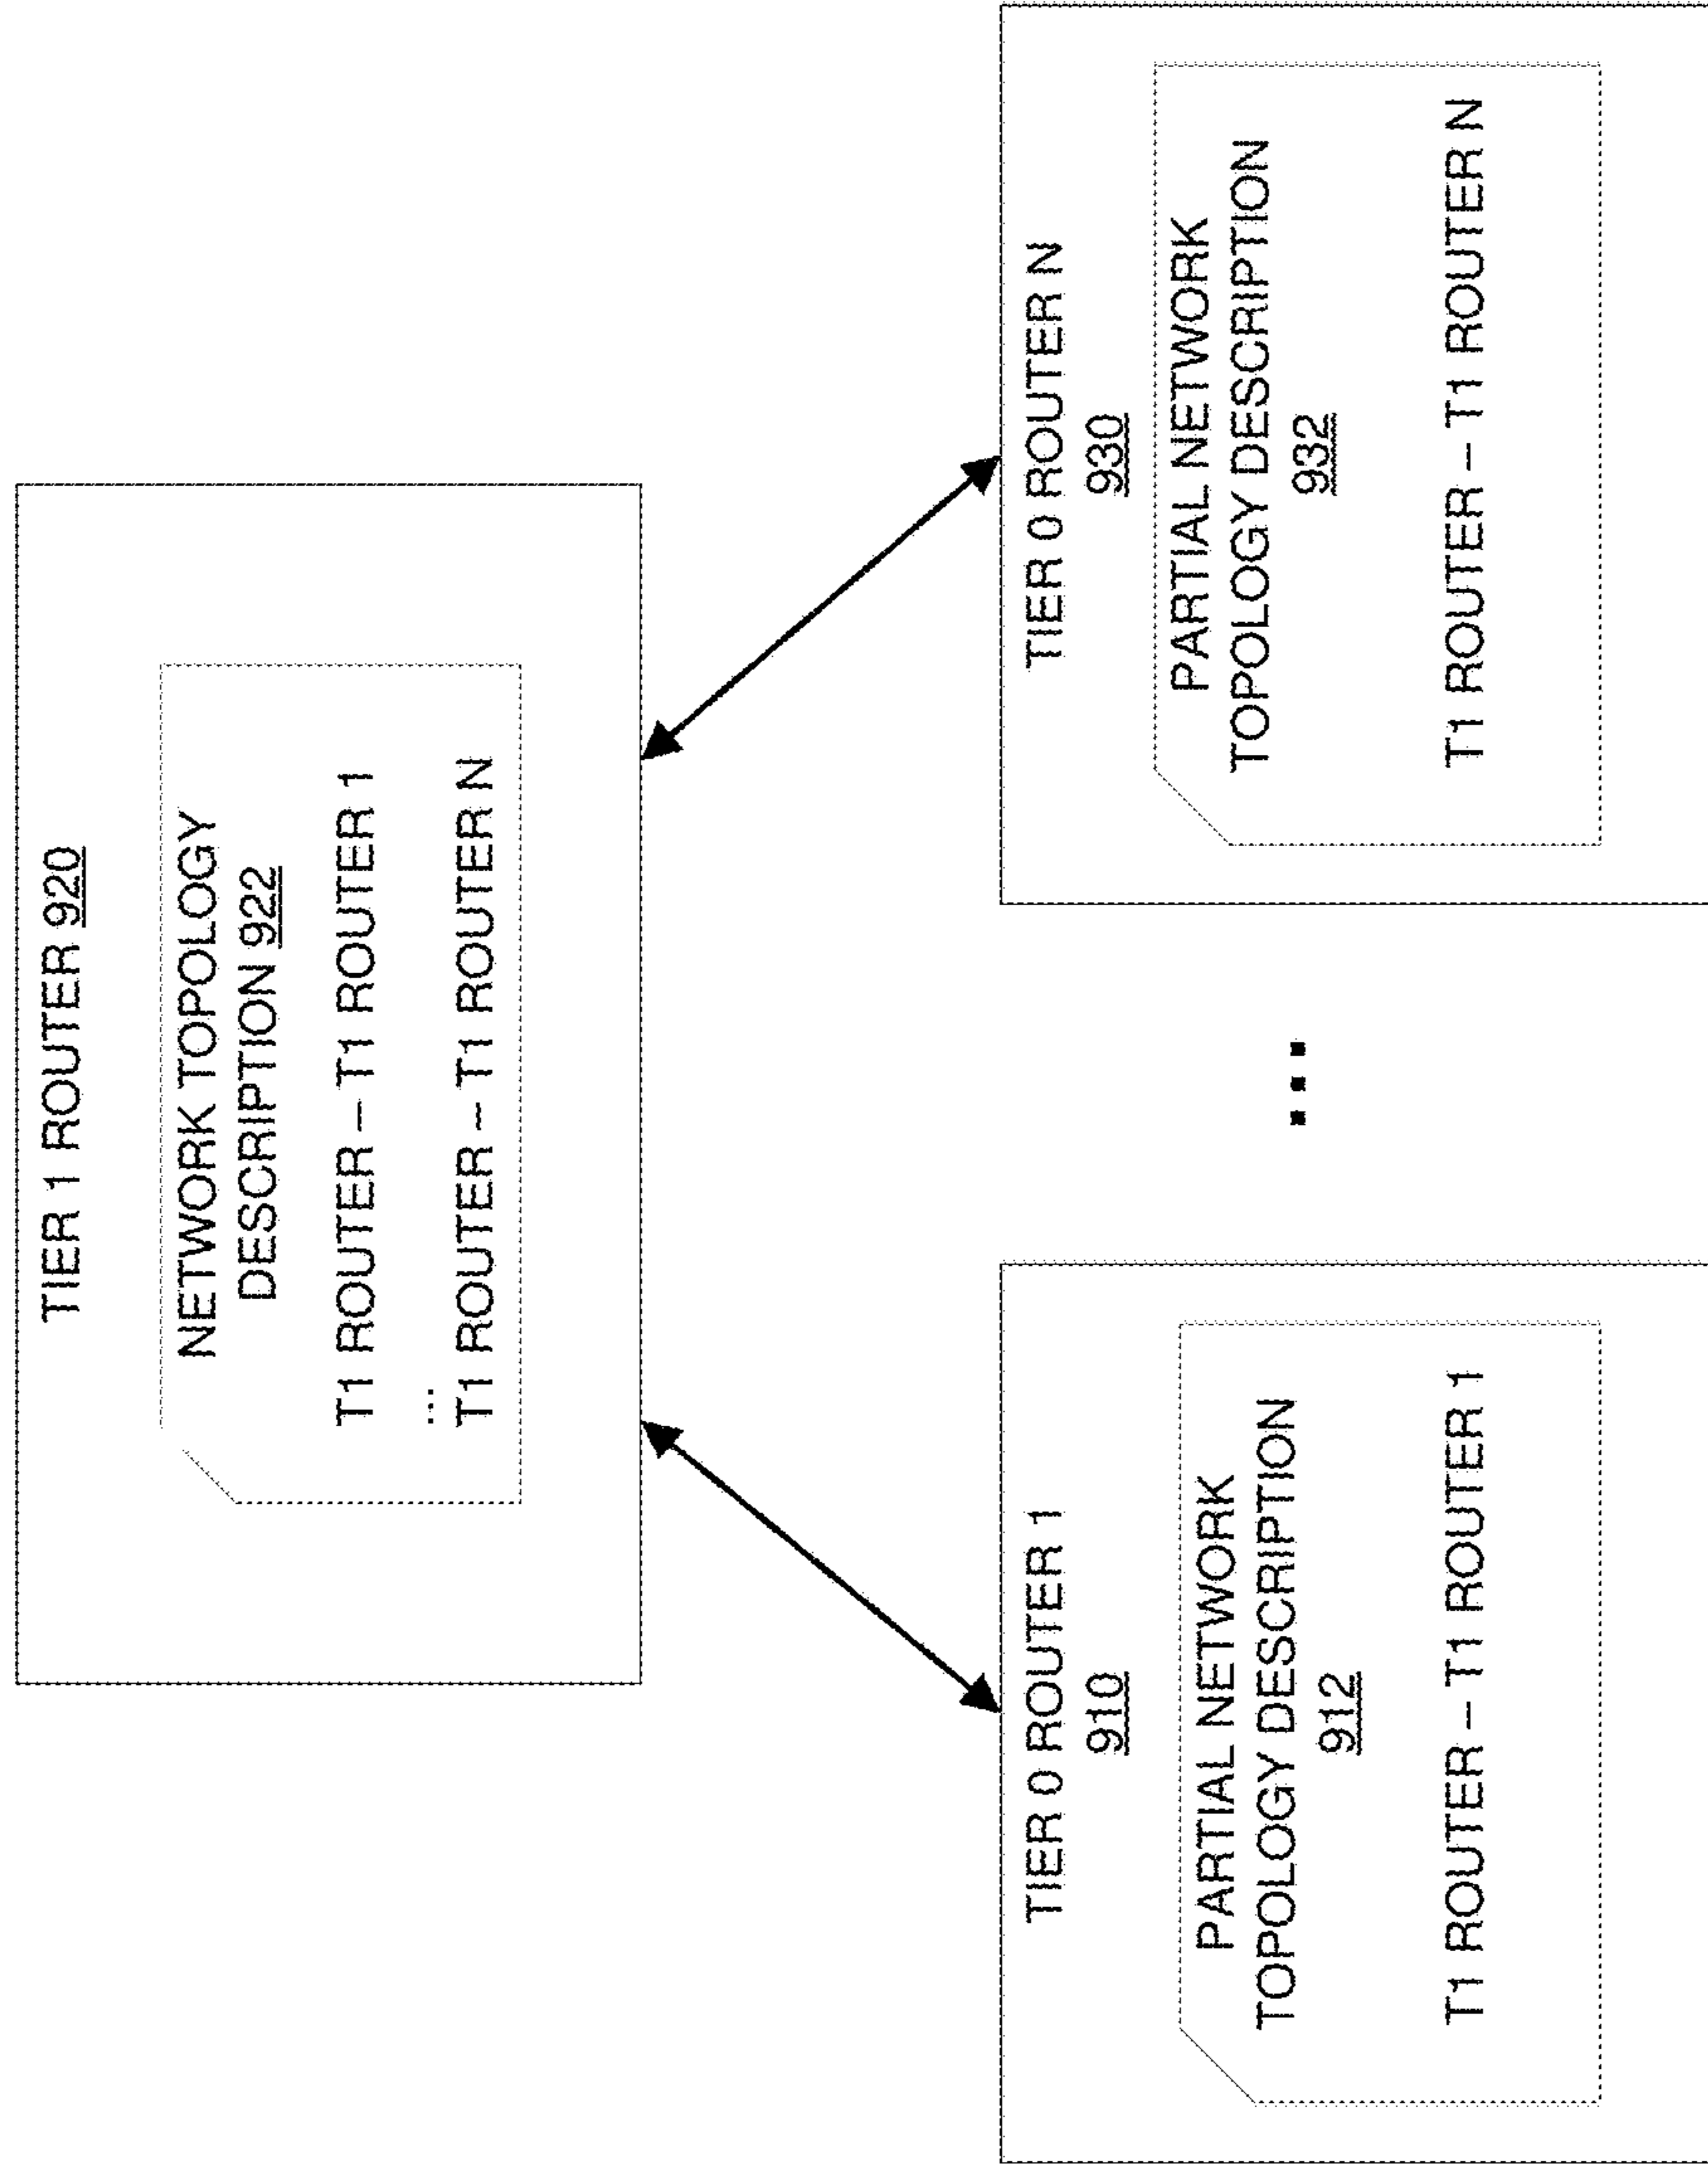 TIER 1 ROUTER 920
NETWORK TOPOLOGY
DESCRIPTION 922
T1 ROUTER – T1 ROUTER 1
...
T1 ROUTER – T1 ROUTER N
TIER 0 ROUTER 1
910
PARTIAL NETWORK
TOPOLOGY DESCRIPTION
912
T1 ROUTER – T1 ROUTER 1
...
TIER 0 ROUTER N
930
PARTIAL NETWORK
TOPOLOGY DESCRIPTION
932
T1 ROUTER – T1 ROUTER N